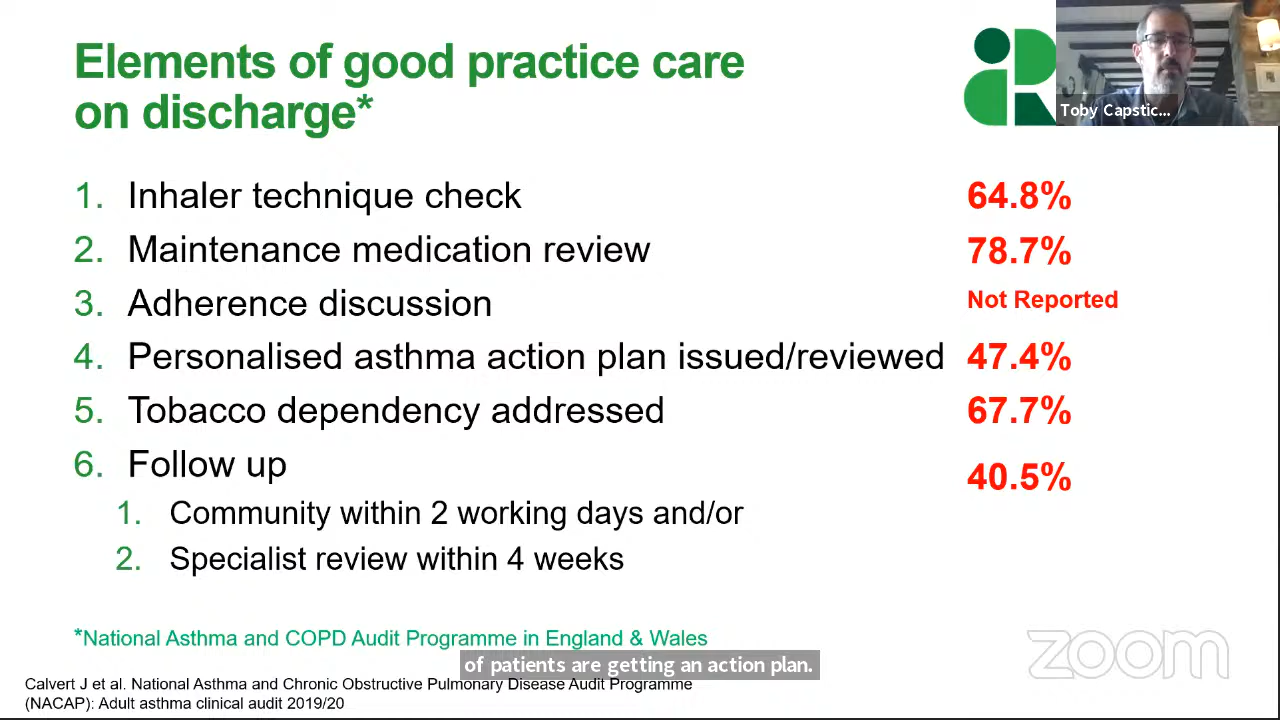 Elements of good practice care
on discharge*
Toby Capstic...
1. Inhaler technique check 64.8%
2. Maintenance medication review 78.7%
3. Adherence discussion Not Reported
4. Personalised asthma action plan issued/reviewed 47.4%
5. Tobacco dependency addressed 67.7%
6. Follow up 40.5%
1. Community within 2 working days and/or
2. Specialist review within 4 weeks
*National Asthma and COPD Audit Programme in England & Wales
zoom
of patients are getting an action plan.
Calvert J et al. National Asthma and Chronic Obstructive Pulmonary Disease Audit Programme
(NACAP): Adult asthma clinical audit 2019/20